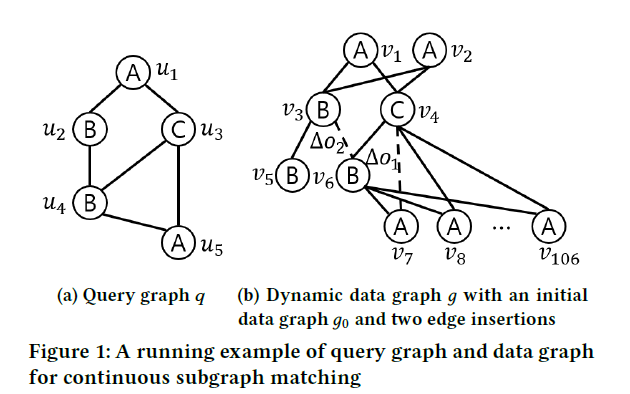 A u1
u2 B C u3
u4 B
A u5
A v1 A v2
v3 B C v4
Δo2 Δo1
v5 B v6 B
A A ... A
v7 v8 v106
(a) Query graph q
(b) Dynamic data graph g with an initial
data graph g0 and two edge insertions
Figure 1: A running example of query graph and data graph
for continuous subgraph matching